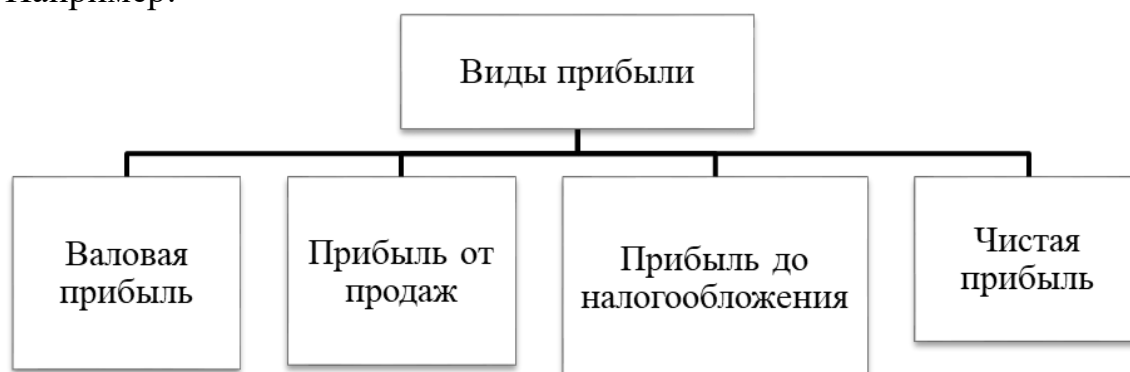 Например:
Виды прибыли
Валовая
прибыль
Прибыль от
продаж
Прибыль до
налогообложения
Чистая
прибыль